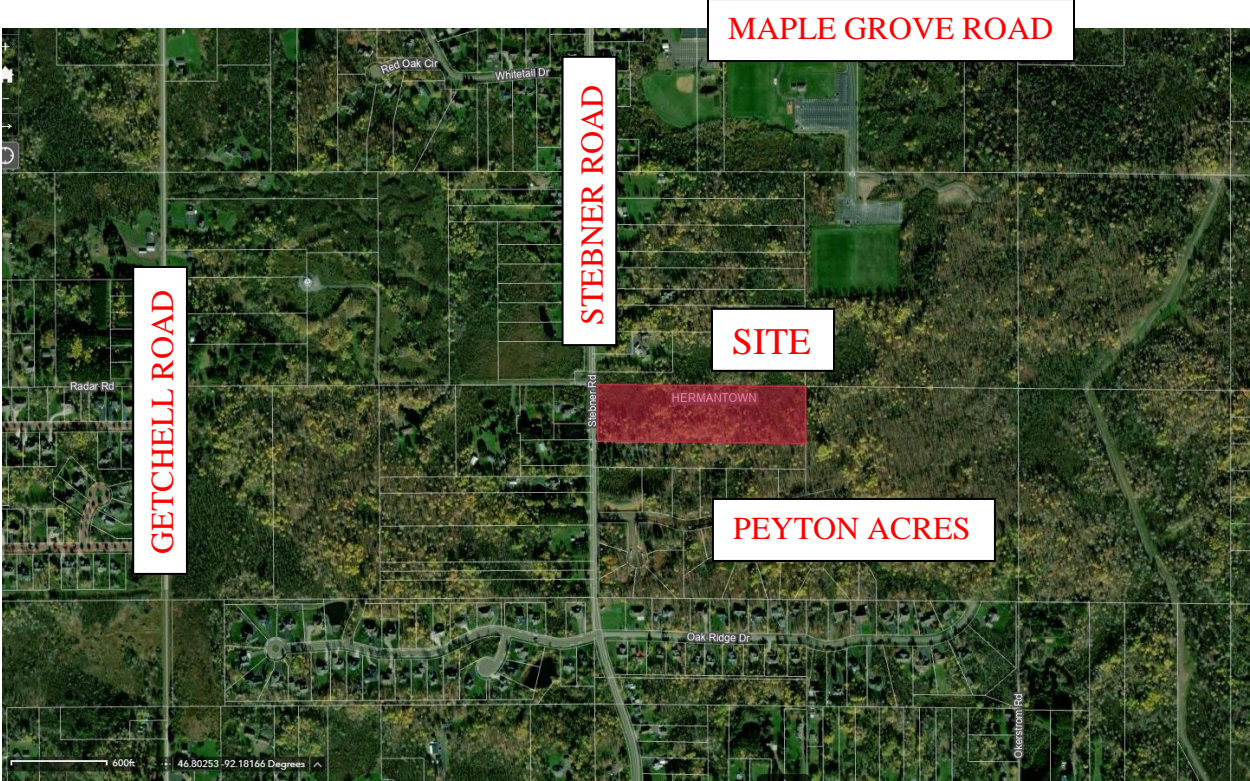 MAPLE GROVE ROAD
Red Oak Cir
Whitetail Dr
STEBNER ROAD
GETCHELL ROAD
SITE
Radar Rd
Stebner Rd
HERMANTOWN
PEYTON ACRES
Oak Ridge Dr
Okerstrom Rd
600ft
46.80253 -92.18166 Degrees